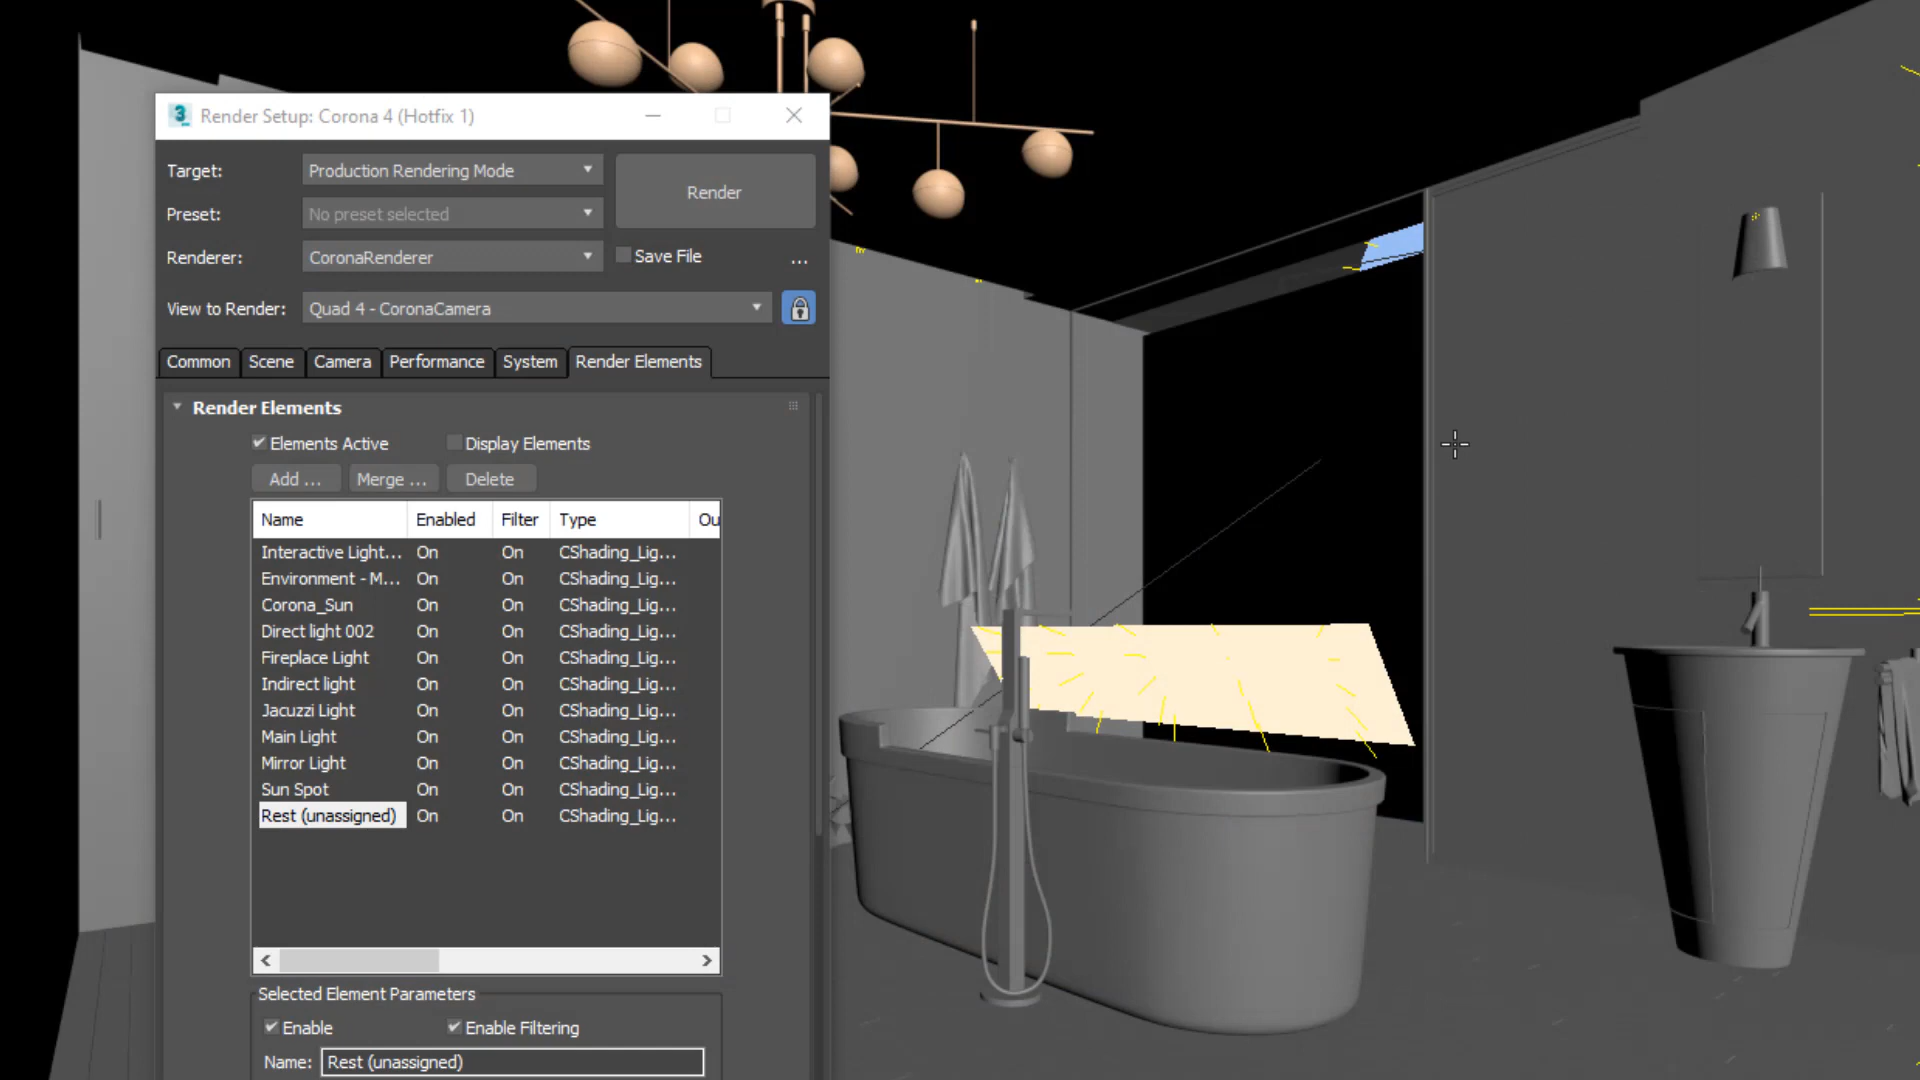 3 Render Setup: Corona 4 (Hotfix 1)
Target: Production Rendering Mode
Render
Preset: No preset selected
Renderer: CoronaRenderer
Save File ...
View to Render: Quad 4 - CoronaCamera
Common Scene Camera Performance System Render Elements
Render Elements
Elements Active Display Elements
Add ... Merge ... Delete
Name Enabled Filter Type Ou
Interactive Light... On On CShading_Lig...
Environment - M... On On CShading_Lig...
Corona_Sun On On CShading_Lig...
Direct light 002 On On CShading_Lig...
Fireplace Light On On CShading_Lig...
Indirect light On On CShading_Lig...
Jacuzzi Light On On CShading_Lig...
Main Light On On CShading_Lig...
Mirror Light On On CShading_Lig...
Sun Spot On On CShading_Lig...
Rest (unassigned) On On CShading_Lig...
Selected Element Parameters
Enable Enable Filtering
Name: Rest (unassigned)